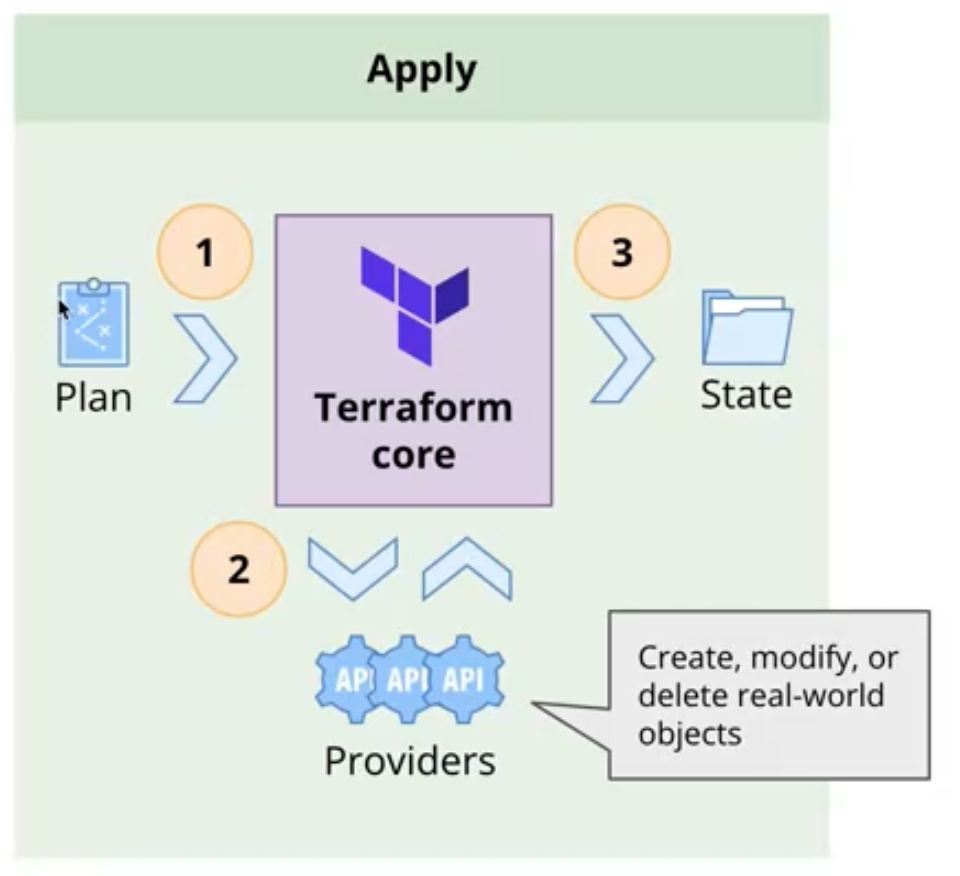 Apply
1
3
Plan
Terraform
core
State
2
API API API
Providers
Create, modify, or
delete real-world
objects